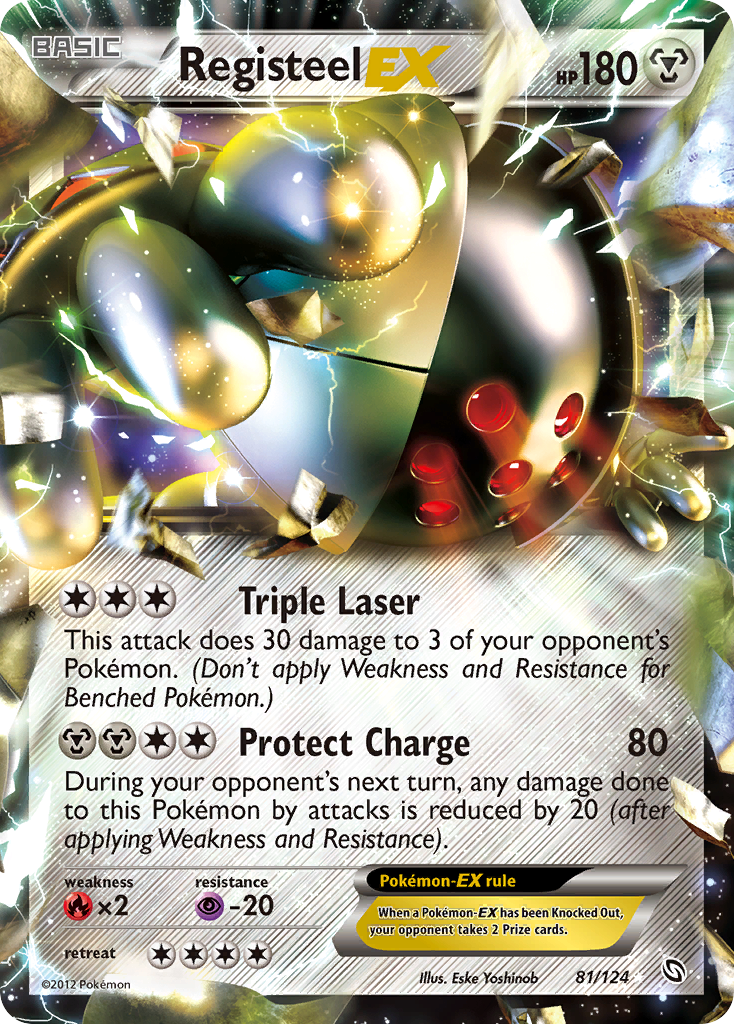 BASIC
Registeel EX
HP180
Triple Laser
This attack does 30 damage to 3 of your opponent's
Pokémon. (Don't apply Weakness and Resistance for
Benched Pokémon.)
Protect Charge 80
During your opponent's next turn, any damage done
to this Pokémon by attacks is reduced by 20 (after
applying Weakness and Resistance).
weakness
×2
resistance
-20
retreat
Pokémon-EX rule
When a Pokémon-EX has been Knocked Out,
your opponent takes 2 Prize cards.
©2012 Pokémon
Illus. Eske Yoshinob
81/124